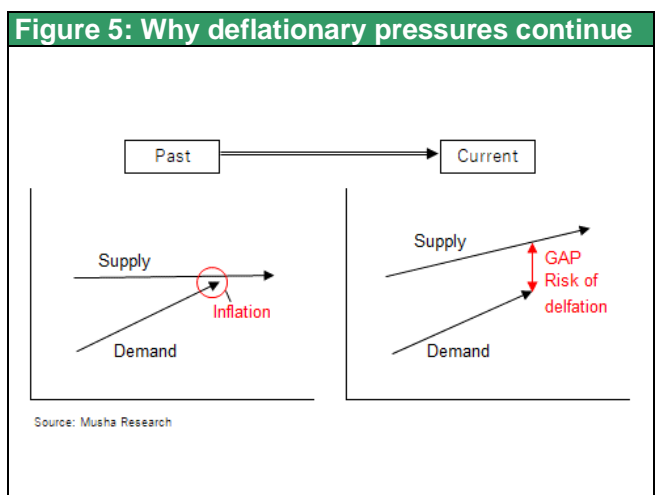 Figure 5: Why deflationary pressures continue
Past
Current
Supply
Inflation
Demand
Supply
GAP
Risk of
delfation
Demand
Source: Musha Research